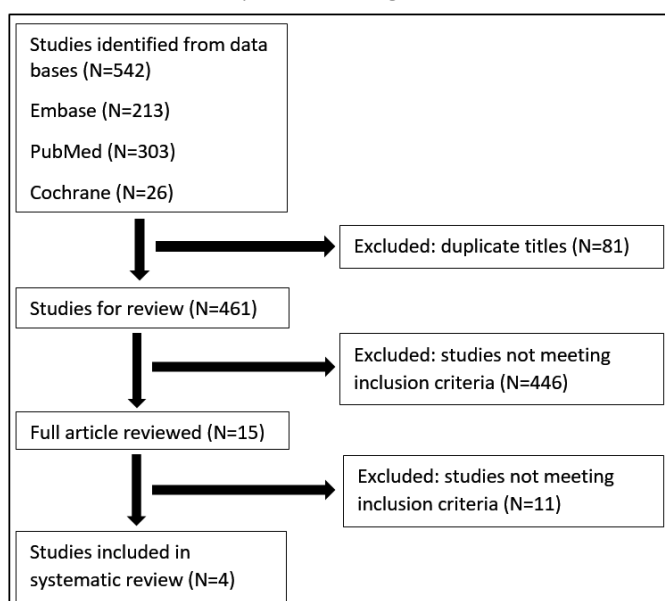 Studies identified from data
bases (N=542)
Embase (N=213)
PubMed (N=303)
Cochrane (N=26)
Excluded: duplicate titles (N=81)
Studies for review (N=461)
Excluded: studies not meeting
inclusion criteria (N=446)
Full article reviewed (N=15)
Excluded: studies not meeting
inclusion criteria (N=11)
Studies included in
systematic review (N=4)